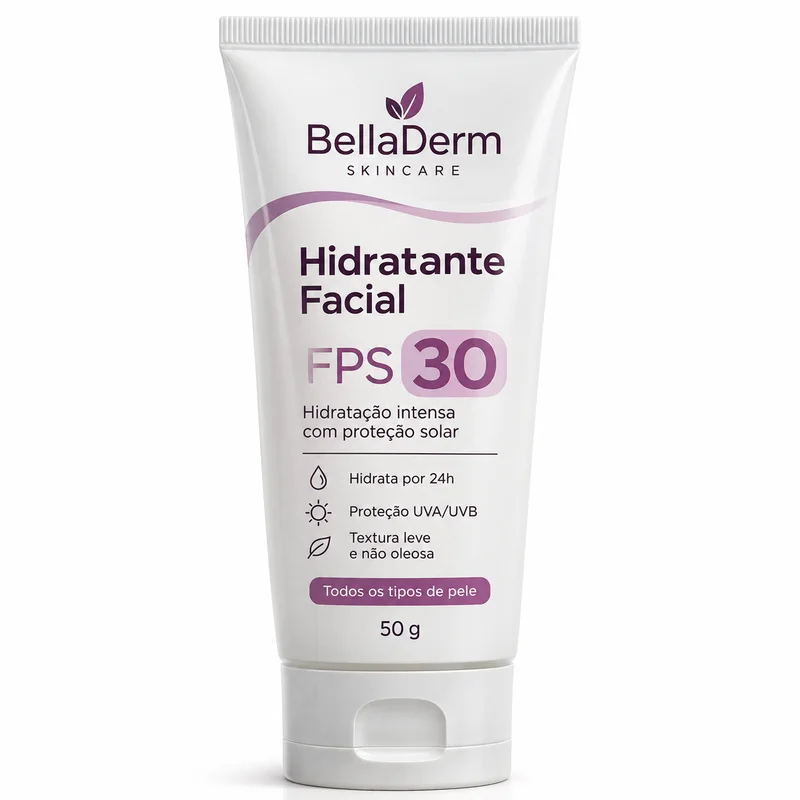 BellaDerm
SKINCARE
Hidratante
Facial
FPS 30
Hidratação intensa
com proteção solar
Hidrata por 24h
Proteção UVA/UVB
Textura leve
e não oleosa
Todos os tipos de pele
50 g